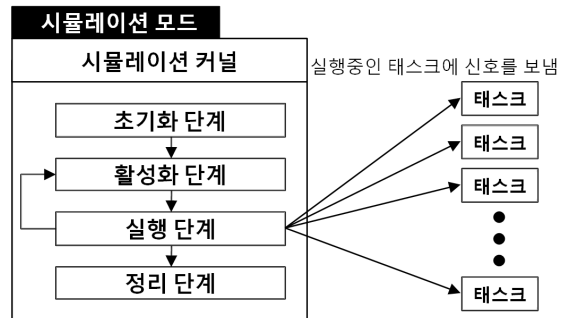 시뮬레이션 모드
시뮬레이션 커널
실행중인 태스크에 신호를 보냄
초기화 단계
활성화 단계
실행 단계
정리 단계
태스크
태스크
태스크
태스크